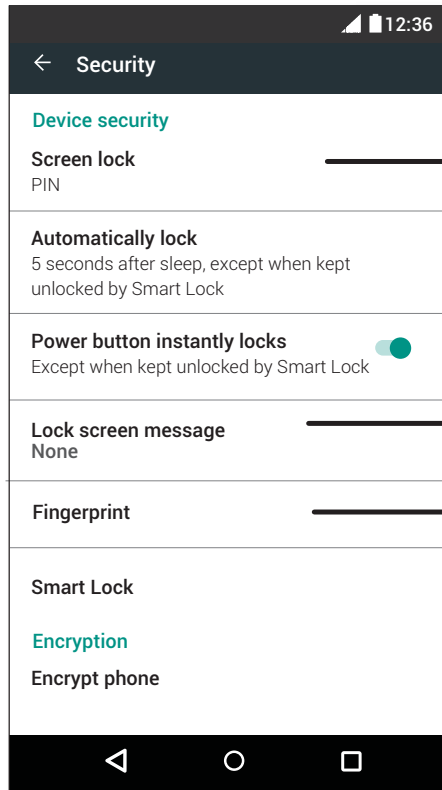 12:36
Security
Device security
Screen lock
PIN
Automatically lock
5 seconds after sleep, except when kept
unlocked by Smart Lock
Power button instantly locks
Except when kept unlocked by Smart Lock
Lock screen message
None
Fingerprint
Smart Lock
Encryption
Encrypt phone